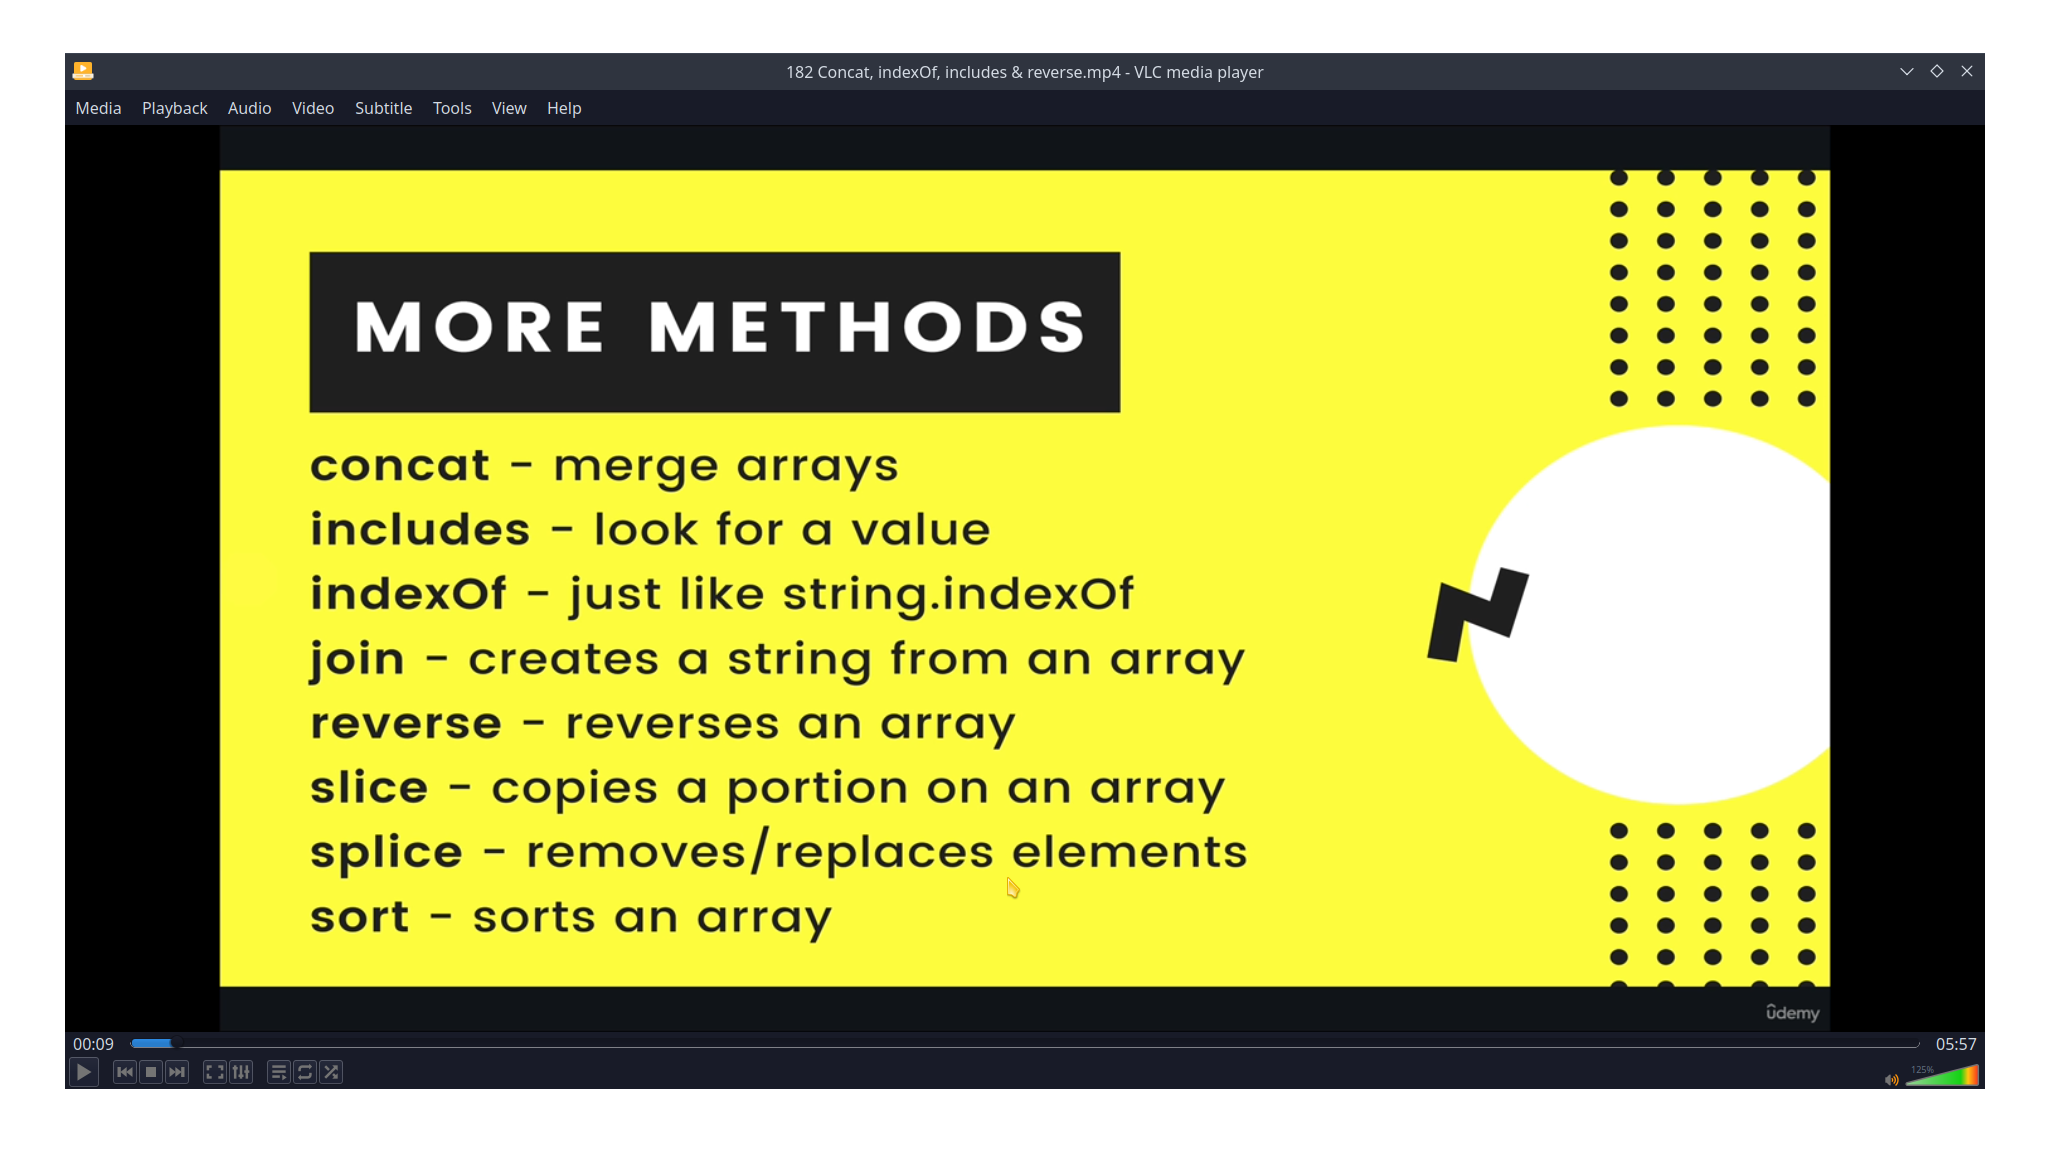 182 Concat, indexOf, includes & reverse.mp4 - VLC media player
Media Playback Audio Video Subtitle Tools View Help
MORE METHODS
concat - merge arrays
includes - look for a value
indexOf - just like string.indexOf
join - creates a string from an array
reverse - reverses an array
slice - copies a portion on an array
splice - removes/replaces elements
sort - sorts an array
ûdemy
00:09 05:57
125%